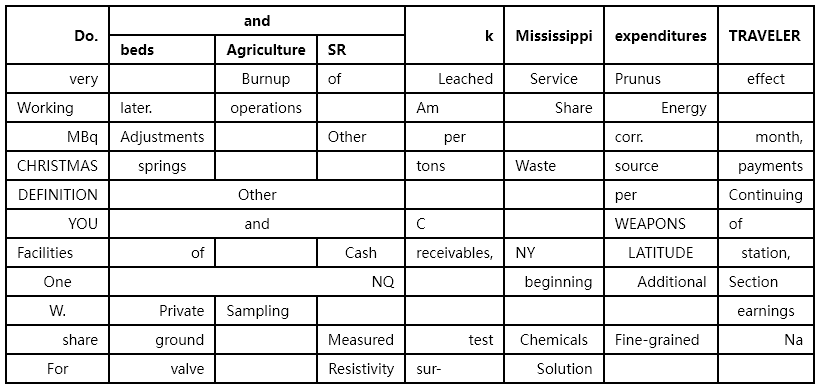 Do. and k Mississippi expenditures TRAVELER
beds Agriculture SR
very Burnup of Leached Service Prunus effect
Working later. operations Am Share Energy
MBq Adjustments Other per corr. month,
CHRISTMAS springs tons Waste source payments
DEFINITION Other per Continuing
YOU and C WEAPONS of
Facilities of Cash receivables, NY LATITUDE station,
One NQ beginning Additional Section
W. Private Sampling earnings
share ground Measured test Chemicals Fine-grained Na
For valve Resistivity sur- Solution